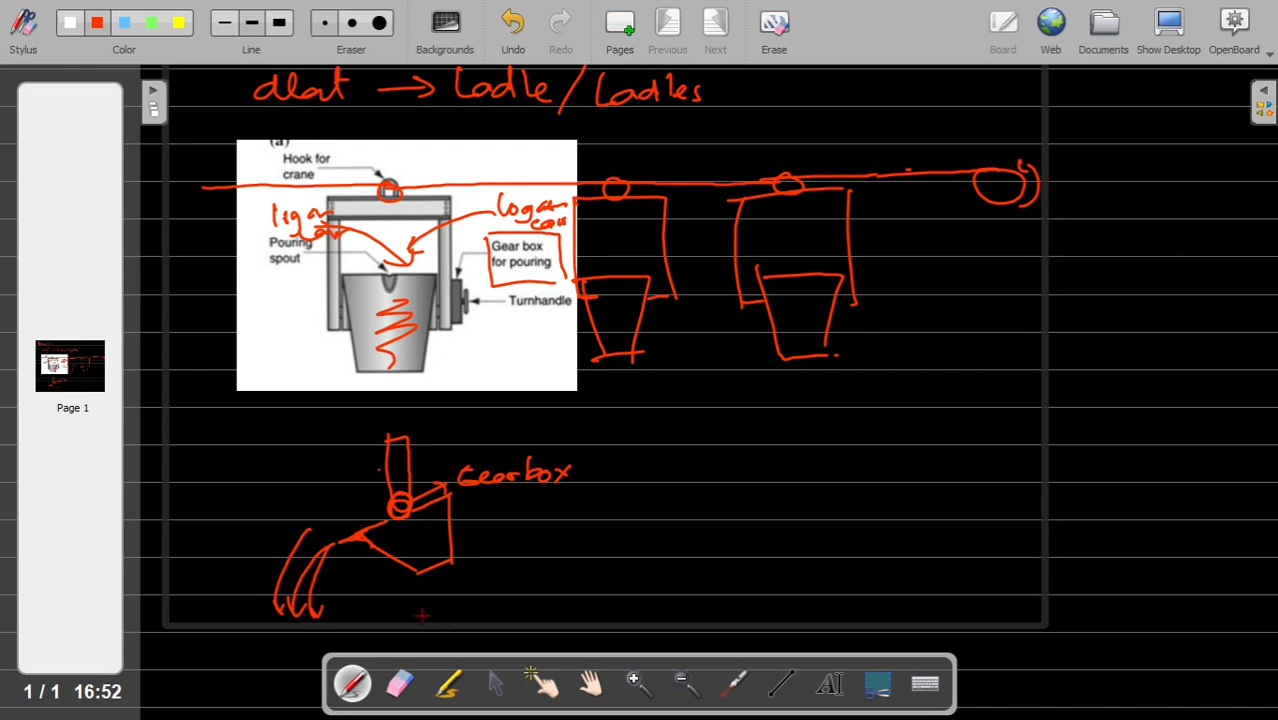 Stylus
Color
Line
Eraser
Backgrounds
Undo
Redo
Pages
Previous
Next
Erase
Board
Web
Documents
Show Desktop
OpenBoard
→ Ladle / Ladles
(a)
Hook for
crane
Pouring
spout
Gear box
for pouring
Turnhandle
Gearbox
Page 1
1 / 1 16:52